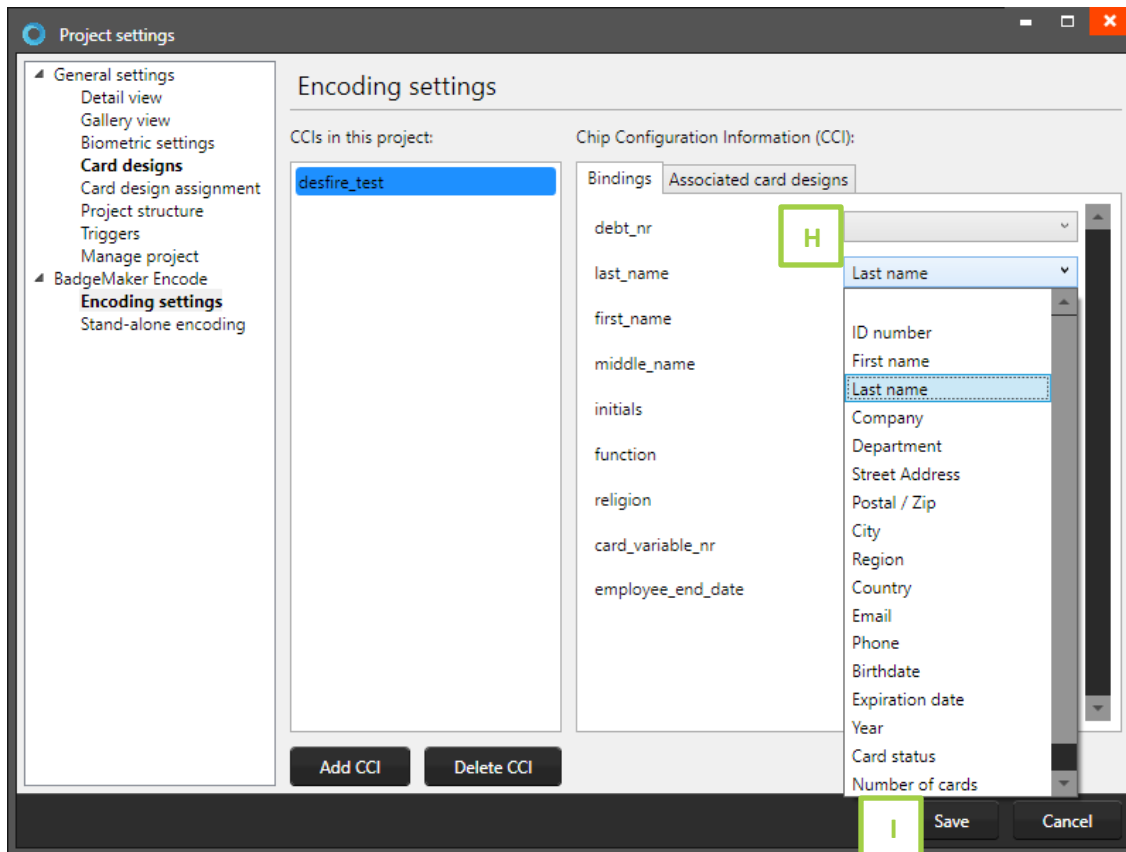 Project settings
General settings
Detail view
Gallery view
Biometric settings
Card designs
Card design assignment
Project structure
Triggers
Manage project
BadgeMaker Encode
Encoding settings
Stand-alone encoding
Encoding settings
CCIs in this project:
desfire_test
Add CCI
Delete CCI
Chip Configuration Information (CCI):
Bindings
Associated card designs
debt_nr
H
last_name
Last name
first_name
middle_name
initials
function
religion
card_variable_nr
employee_end_date
ID number
First name
Last name
Company
Department
Street Address
Postal / Zip
City
Region
Country
Email
Phone
Birthdate
Expiration date
Year
Card status
Number of cards
I
Save
Cancel